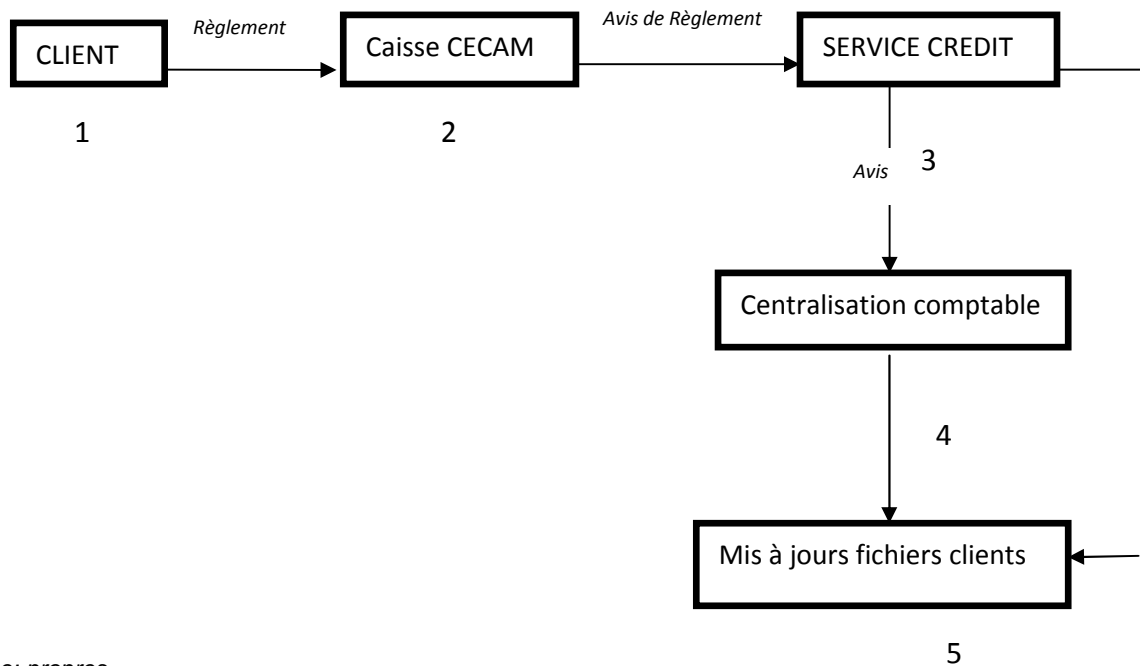 Règlement
Avis de Règlement
CLIENT
Caisse CECAM
SERVICE CREDIT
1
2
3
Avis
Centralisation comptable
4
Mis à jours fichiers clients
5